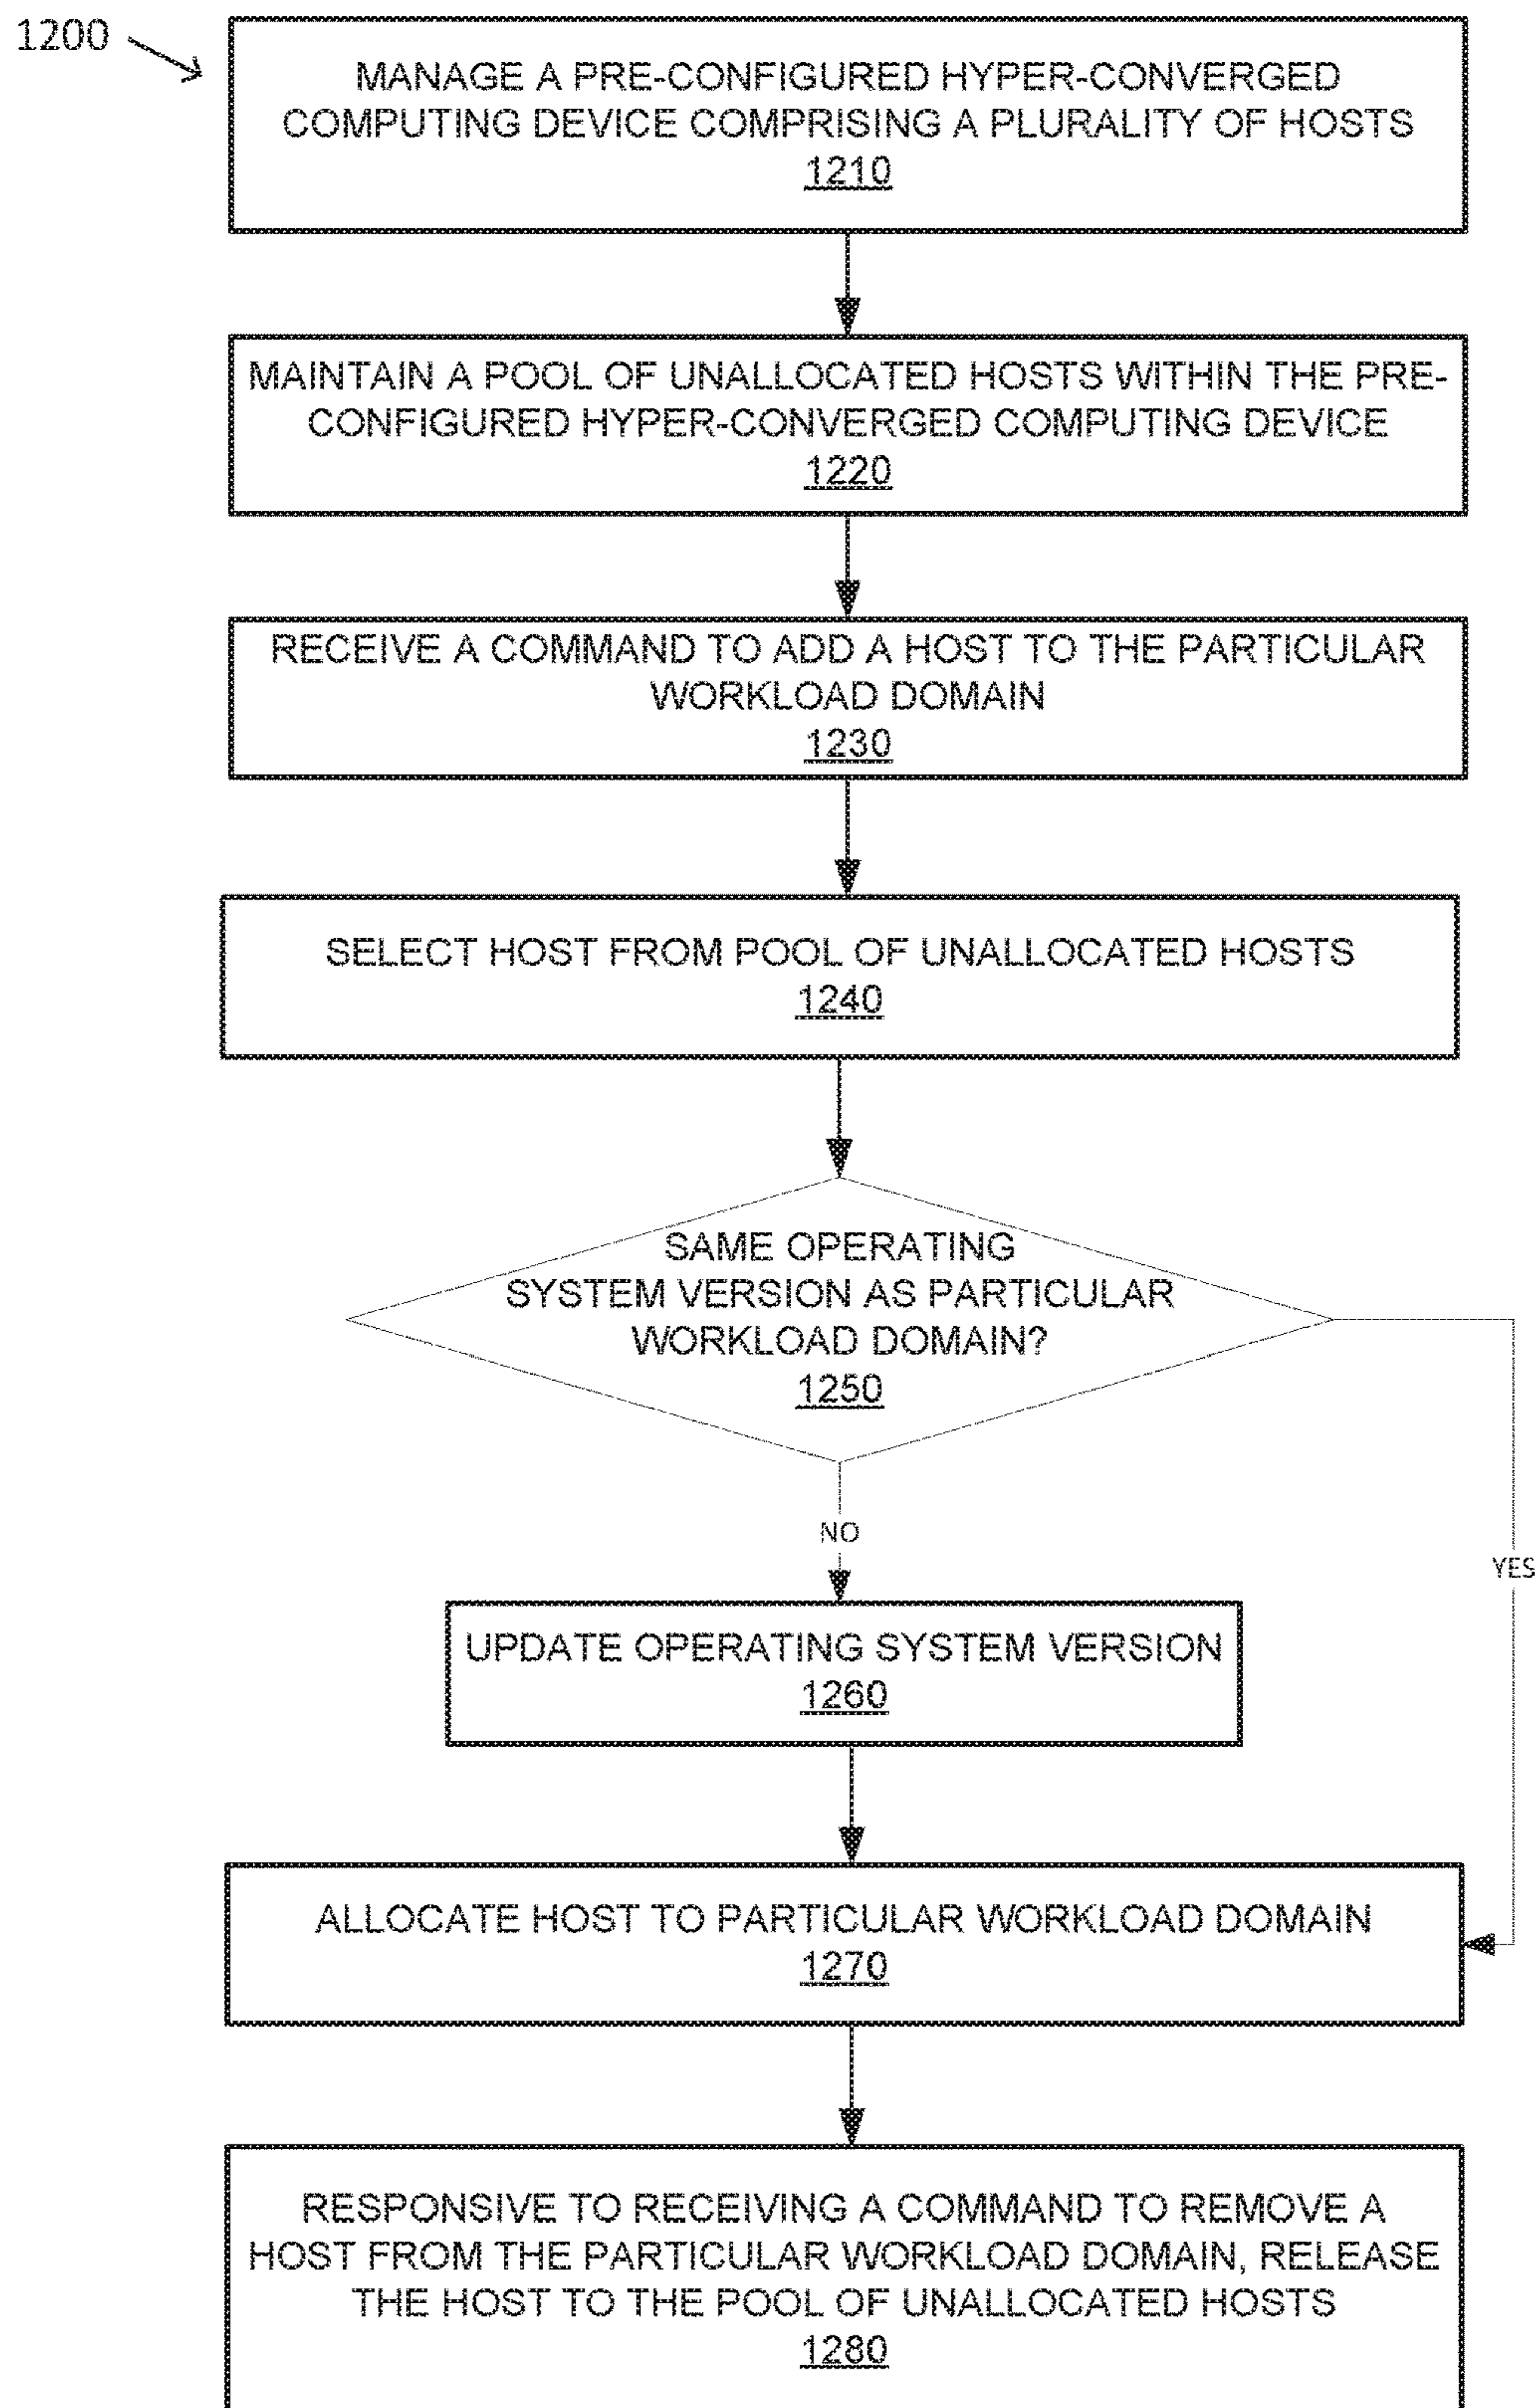 1200
MANAGE A PRE-CONFIGURED HYPER-CONVERGED
COMPUTING DEVICE COMPRISING A PLURALITY OF HOSTS
1210
MAINTAIN A POOL OF UNALLOCATED HOSTS WITHIN THE PRE-
CONFIGURED HYPER-CONVERGED COMPUTING DEVICE
1220
RECEIVE A COMMAND TO ADD A HOST TO THE PARTICULAR
WORKLOAD DOMAIN
1230
SELECT HOST FROM POOL OF UNALLOCATED HOSTS
1240
SAME OPERATING
SYSTEM VERSION AS PARTICULAR
WORKLOAD DOMAIN?
1250
NO
YES
UPDATE OPERATING SYSTEM VERSION
1260
ALLOCATE HOST TO PARTICULAR WORKLOAD DOMAIN
1270
RESPONSIVE TO RECEIVING A COMMAND TO REMOVE A
HOST FROM THE PARTICULAR WORKLOAD DOMAIN, RELEASE
THE HOST TO THE POOL OF UNALLOCATED HOSTS
1280